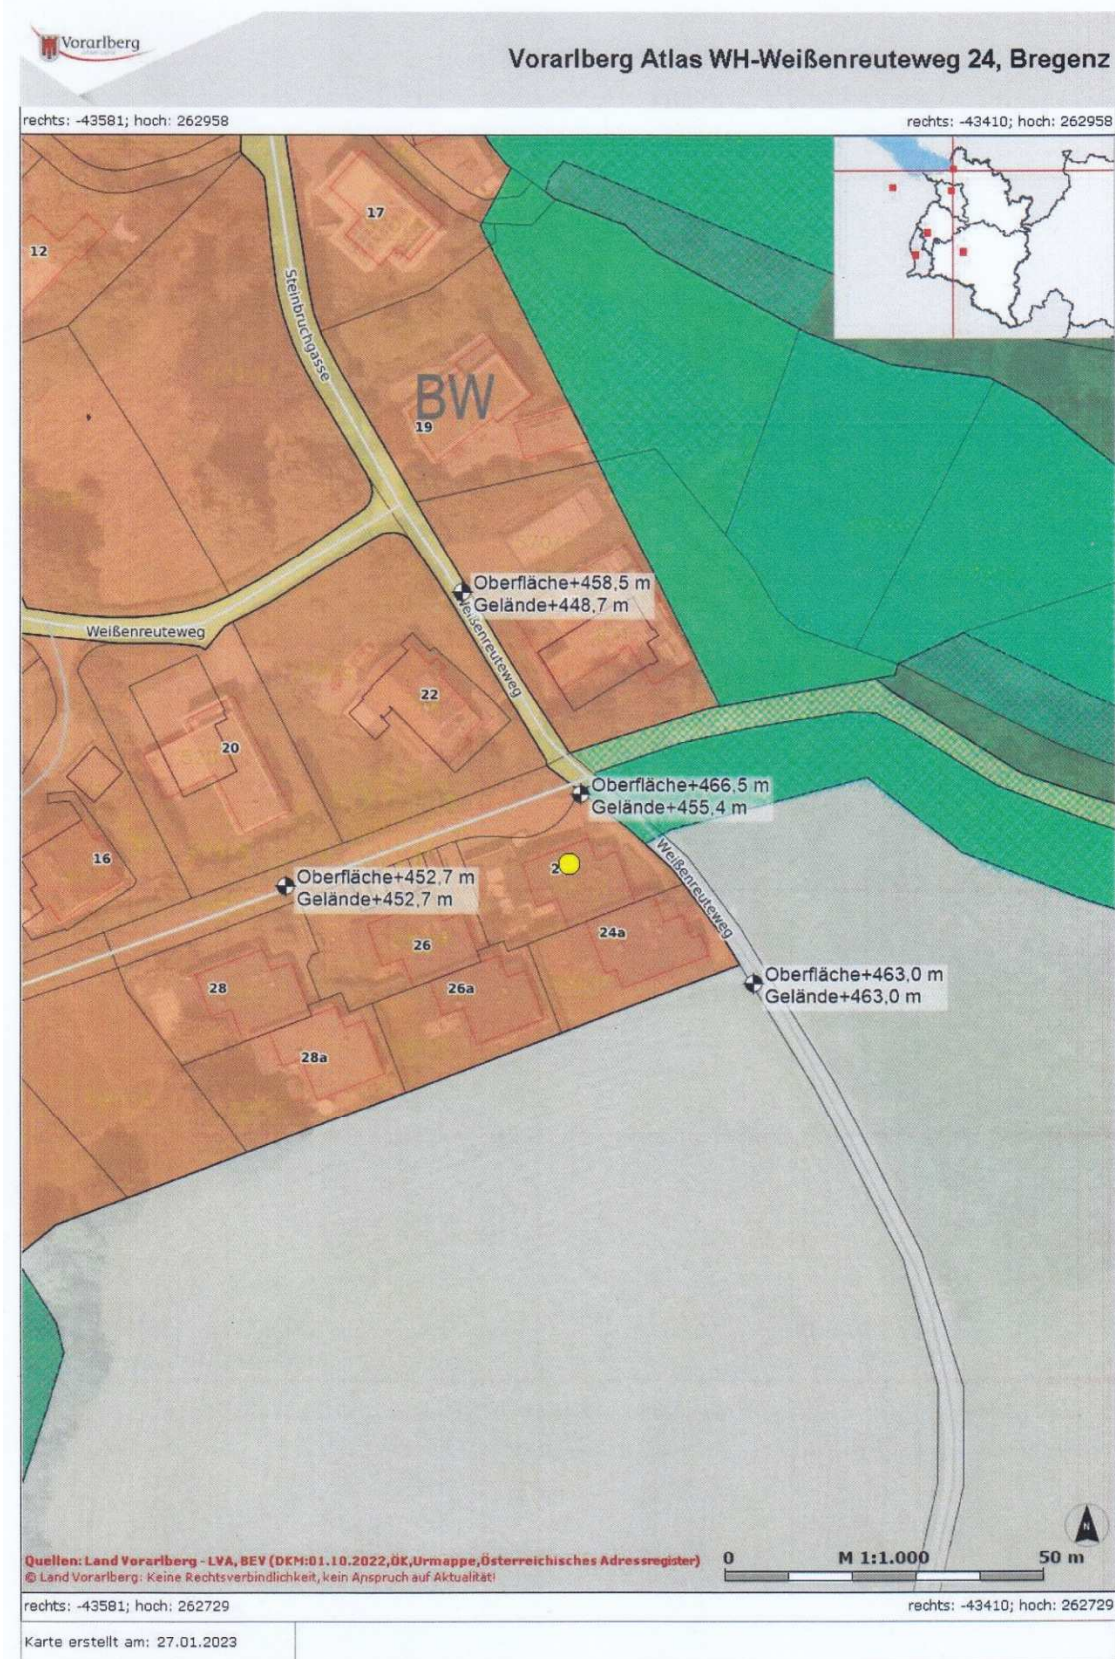 Vorarlberg
Vorarlberg Atlas WH-Weißenreuteweg 24, Bregenz
rechts: -43581; hoch: 262958
rechts: -43410; hoch: 262958
17
12
Steinbruchgasse
BW
19
Oberfläche+458,5 m
Gelände+448,7 m
Weißenreuteweg
Weißenreuteweg
22
20
Oberfläche+466,5 m
Gelände+455,4 m
16
Oberfläche+452,7 m
Gelände+452,7 m
2
Weißenreuteweg
24a
26
Oberfläche+463,0 m
Gelände+463,0 m
28
26a
28a
N
Quellen: Land Vorarlberg - LVA, BEV (DKM:01.10.2022,ÖK,Urmappe,Österreichisches Adressregister)
© Land Vorarlberg: Keine Rechtsverbindlichkeit, kein Anspruch auf Aktualität!
0 M 1:1.000 50 m
rechts: -43581; hoch: 262729
rechts: -43410; hoch: 262729
Karte erstellt am: 27.01.2023